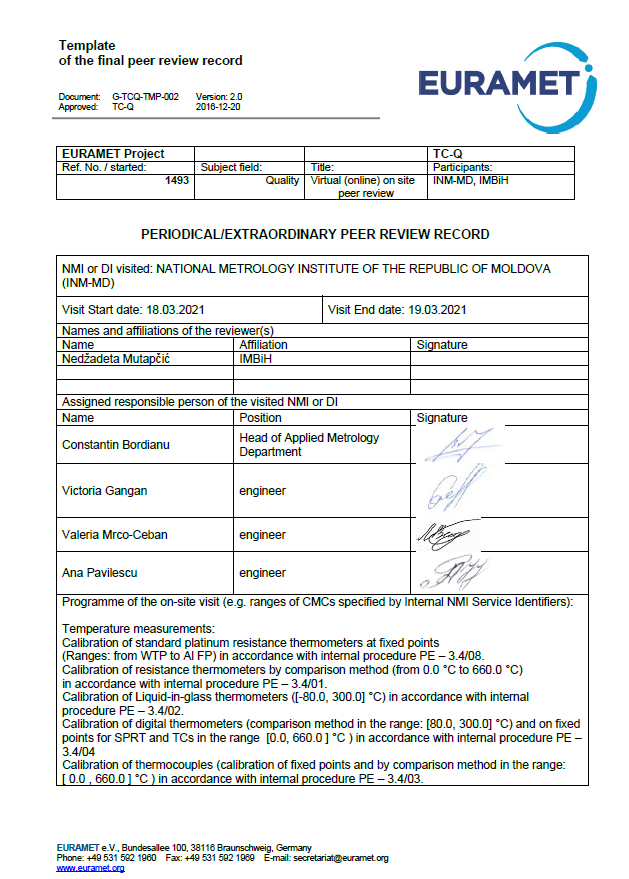 Template
of the final peer review record
Document: G-TCQ-TMP-002 Version: 2.0
Approved: TC-Q 2016-12-20
EURAMET
EURAMET Project TC-Q
Ref. No. / started: Subject field: Title: Participants:
1493 Quality Virtual (online) on site INM-MD, IMBiH
peer review
PERIODICAL/EXTRAORDINARY PEER REVIEW RECORD
NMI or DI visited: NATIONAL METROLOGY INSTITUTE OF THE REPUBLIC OF MOLDOVA
(INM-MD)
Visit Start date: 18.03.2021 Visit End date: 19.03.2021
Names and affiliations of the reviewer(s)
Name Affiliation Signature
Nedžadeta Mutapčić IMBiH
Assigned responsible person of the visited NMI or DI
Name Position Signature
Constantin Bordianu Head of Applied Metrology
Department
Victoria Gangan engineer
Valeria Mrco-Ceban engineer
Ana Pavilescu engineer
Programme of the on-site visit (e.g. ranges of CMCs specified by Internal NMI Service Identifiers):
Temperature measurements:
Calibration of standard platinum resistance thermometers at fixed points
(Ranges: from WTP to Al FP) in accordance with internal procedure PE – 3.4/08.
Calibration of resistance thermometers by comparison method (from 0.0 °C to 660.0 °C)
in accordance with internal procedure PE – 3.4/01.
Calibration of Liquid-in-glass thermometers ([-80.0, 300.0] °C) in accordance with internal
procedure PE – 3.4/02.
Calibration of digital thermometers (comparison method in the range: [80.0, 300.0] °C) and on fixed
points for SPRT and TCs in the range [0.0, 660.0 ] °C ) in accordance with internal procedure PE –
3.4/04
Calibration of thermocouples (calibration of fixed points and by comparison method in the range:
[ 0.0 , 660.0 ] °C ) in accordance with internal procedure PE – 3.4/03.
EURAMET e.V., Bundesallee 100, 38116 Braunschweig, Germany
Phone: +49 531 592 1960 Fax: +49 531 592 1969 E-mail: secretariat@euramet.org
www.euramet.org